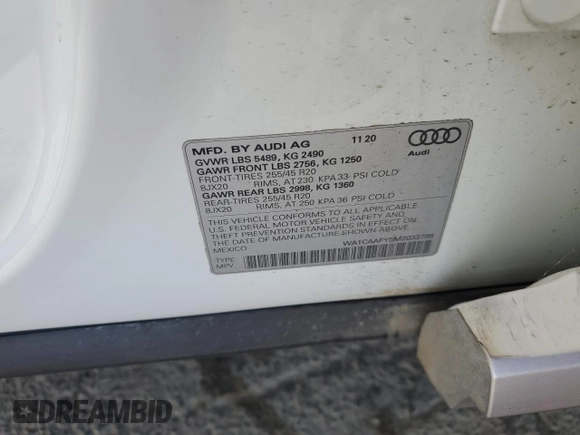 MFD. BY AUDI AG 11 20
GVWR LBS 5489, KG 2490
GAWR FRONT LBS 2756, KG 1250
FRONT-TIRES 255/45 R20
8JX20 RIMS, AT 230 KPA 33 PSI COLD
GAWR REAR LBS 2998, KG 1360
REAR-TIRES 255/45 R20
8JX20 RIMS, AT 250 KPA 36 PSI COLD
THIS VEHICLE CONFORMS TO ALL APPLICABLE
U.S. FEDERAL MOTOR VEHICLE SAFETY AND
THEFT PREVENTION STANDARDS IN EFFECT ON
THE DATE OF MANUFACTURE SHOWN ABOVE
MEXICO
TYPE:
MPV
Audi
DREAMBID